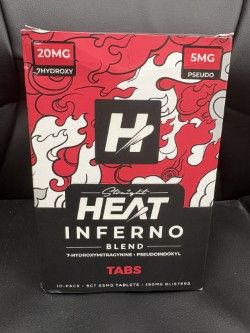 20MG
7HYDROXY
5MG
PSEUDO
H
Straight
HEAT
INFERNO
BLEND
7-HYDROXYMITRAGYNINE · PSEUDOINDOXYL
TABS